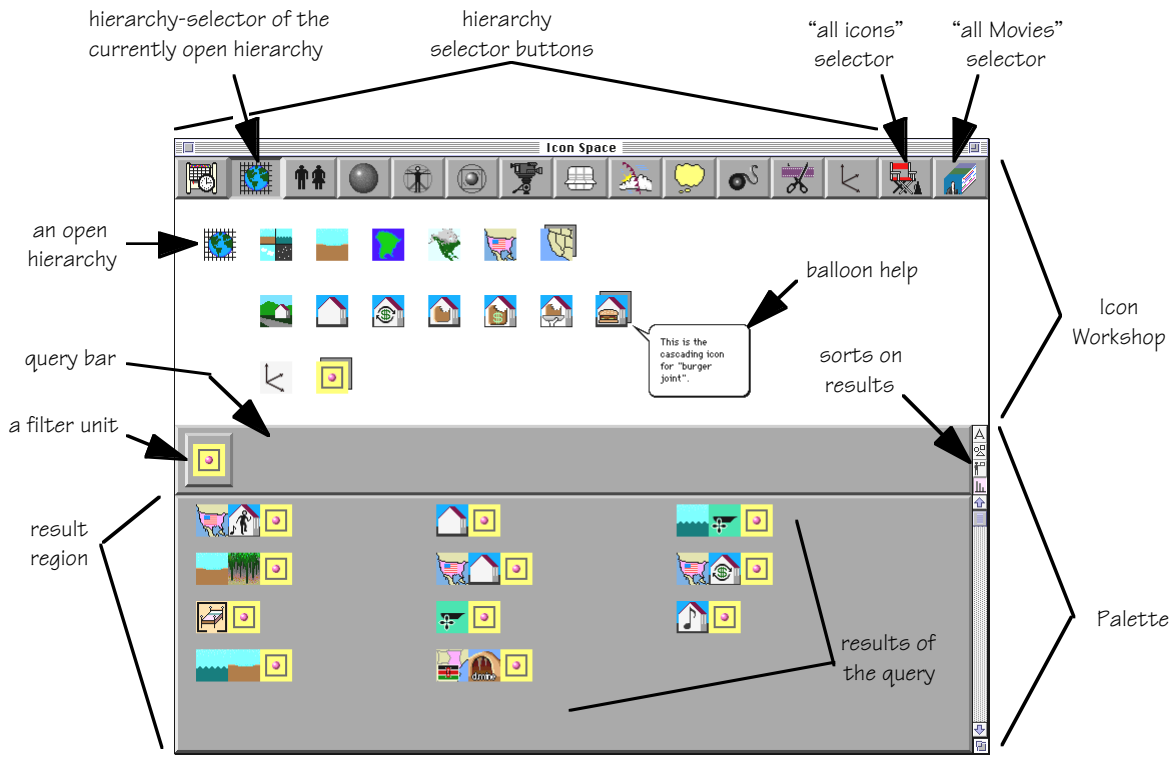 hierarchy-selector of the
currently open hierarchy
hierarchy
selector buttons
“all icons”
selector
“all Movies”
selector
Icon Space
an open
hierarchy
balloon help
This is the
cascading icon
for "burger
joint".
Icon
Workshop
query bar
sorts on
results
a filter unit
A
result
region
Palette
results of
the query